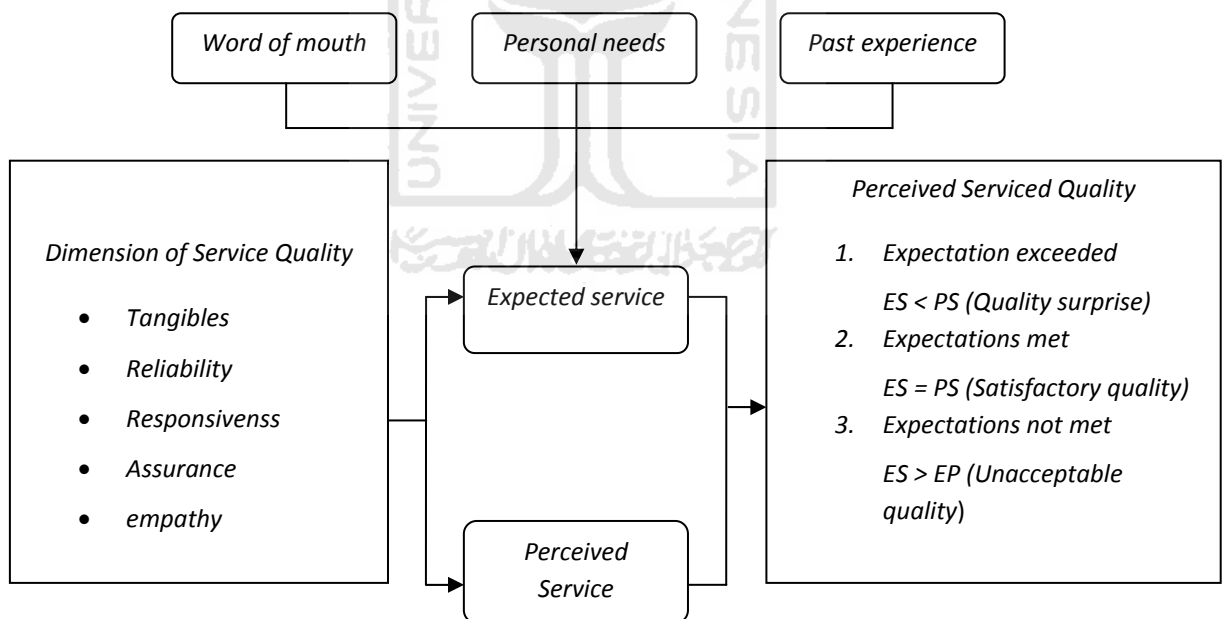 Word of mouth
Personal needs
Past experience
Dimension of Service Quality
• Tangibles
• Reliability
• Responsivenss
• Assurance
• empathy
Expected service
Perceived
Service
Perceived Serviced Quality
1. Expectation exceeded
ES < PS (Quality surprise)
2. Expectations met
ES = PS (Satisfactory quality)
3. Expectations not met
ES > EP (Unacceptable
quality)